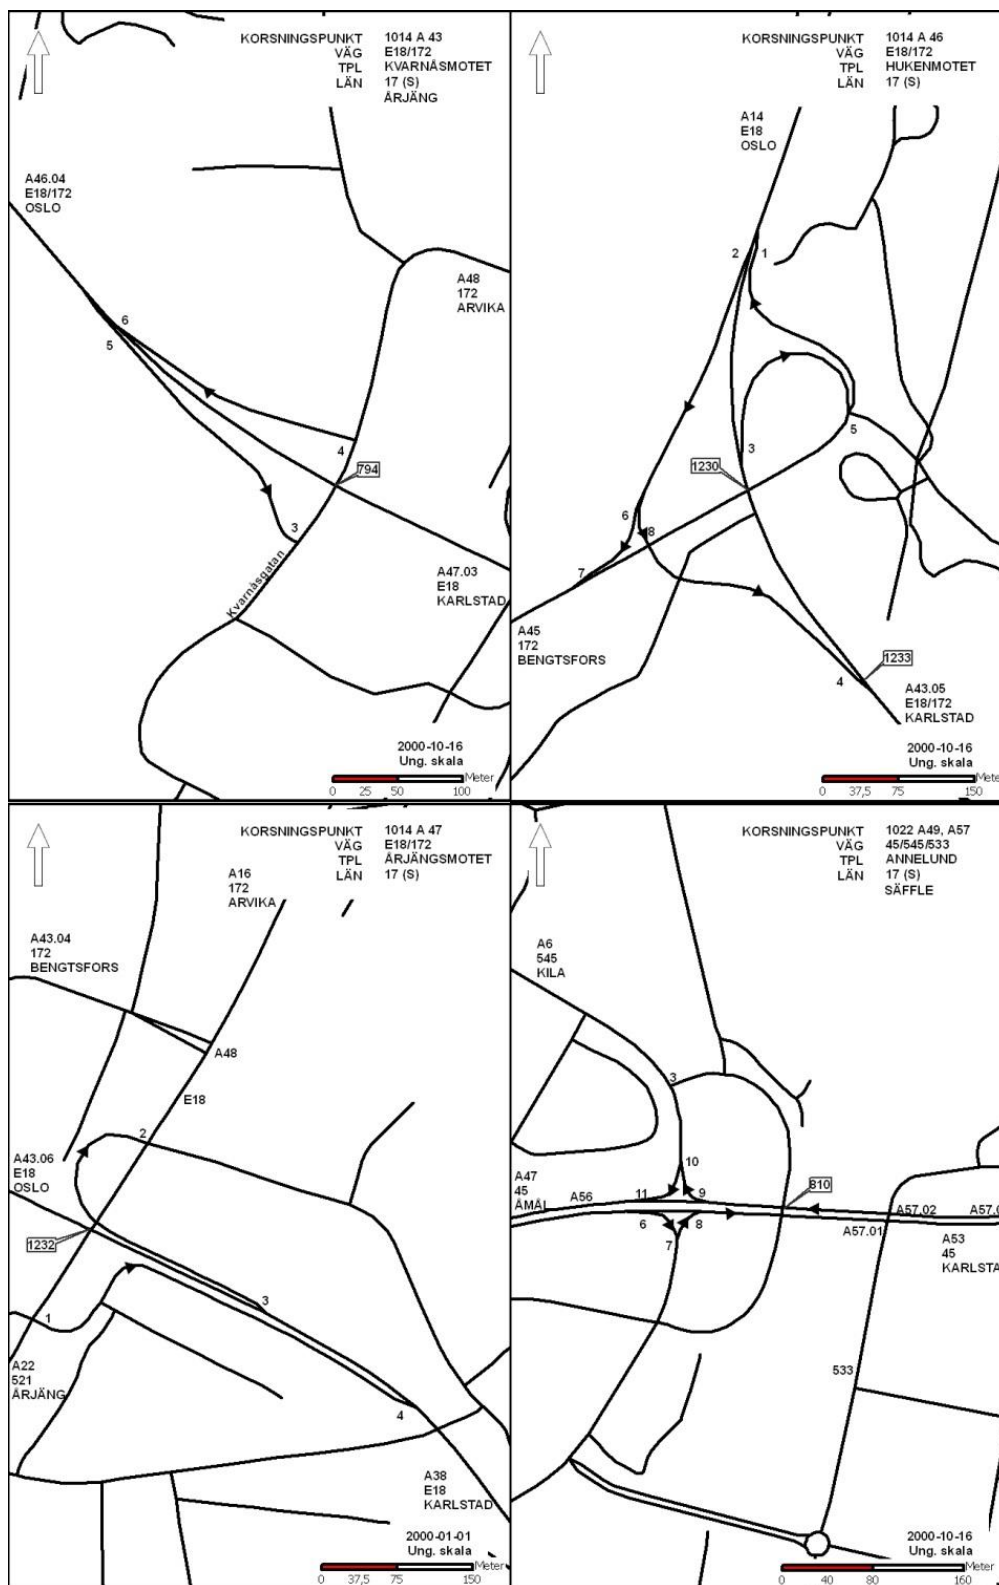 KORSNINGSPUNKT 1014 A 43
VÄG E18/172
TPL KVARNÅSMOTET
LÄN 17 (S)
ÅRJÄNG
A46.04
E18/172
OSLO
A48
172
ARVIKA
6
5
4
794
3
Kvarnåsgatan
A47.03
E18
KARLSTAD
2000-10-16
Ung. skala
Meter
0 25 50 100
KORSNINGSPUNKT 1014 A 46
VÄG E18/172
TPL HUKENMOTET
LÄN 17 (S)
A14
E18
OSLO
2 1
5
3
1230
6 8
7
A45
172
BENGTSFORS
1233
4
A43.05
E18/172
KARLSTAD
2000-10-16
Ung. skala
Meter
0 37,5 75 150
KORSNINGSPUNKT 1014 A 47
VÄG E18/172
TPL ÅRJÄNGSMOTET
LÄN 17 (S)
A16
172
ARVIKA
A43.04
172
BENGTSFORS
A48
E18
2
A43.06
E18
OSLO
1232
3
1
A22
521
ÅRJÄNG
4
A38
E18
KARLSTAD
2000-01-01
Ung. skala
Meter
0 37,5 75 150
KORSNINGSPUNKT 1022 A49, A57
VÄG 45/545/533
TPL ANNELUND
LÄN 17 (S)
SÄFFLE
A6
545
KILA
3
10
A47
45
ÅMÅL
A56
11 9
810
6 8
7
A57.02
A57.01
A53
45
KARLSTA
533
2000-10-16
Ung. skala
Meter
0 40 80 160